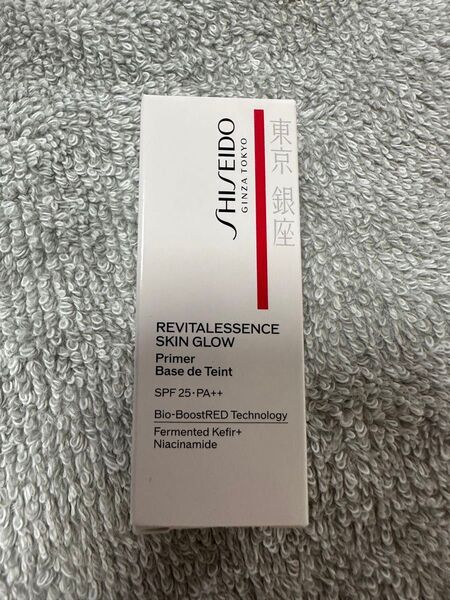 SHISEIDO
GINZA TOKYO
東京 銀座
REVITALESSENCE
SKIN GLOW
Primer
Base de Teint
SPF 25・PA++
Bio-BoostRED Technology
Fermented Kefir+
Niacinamide